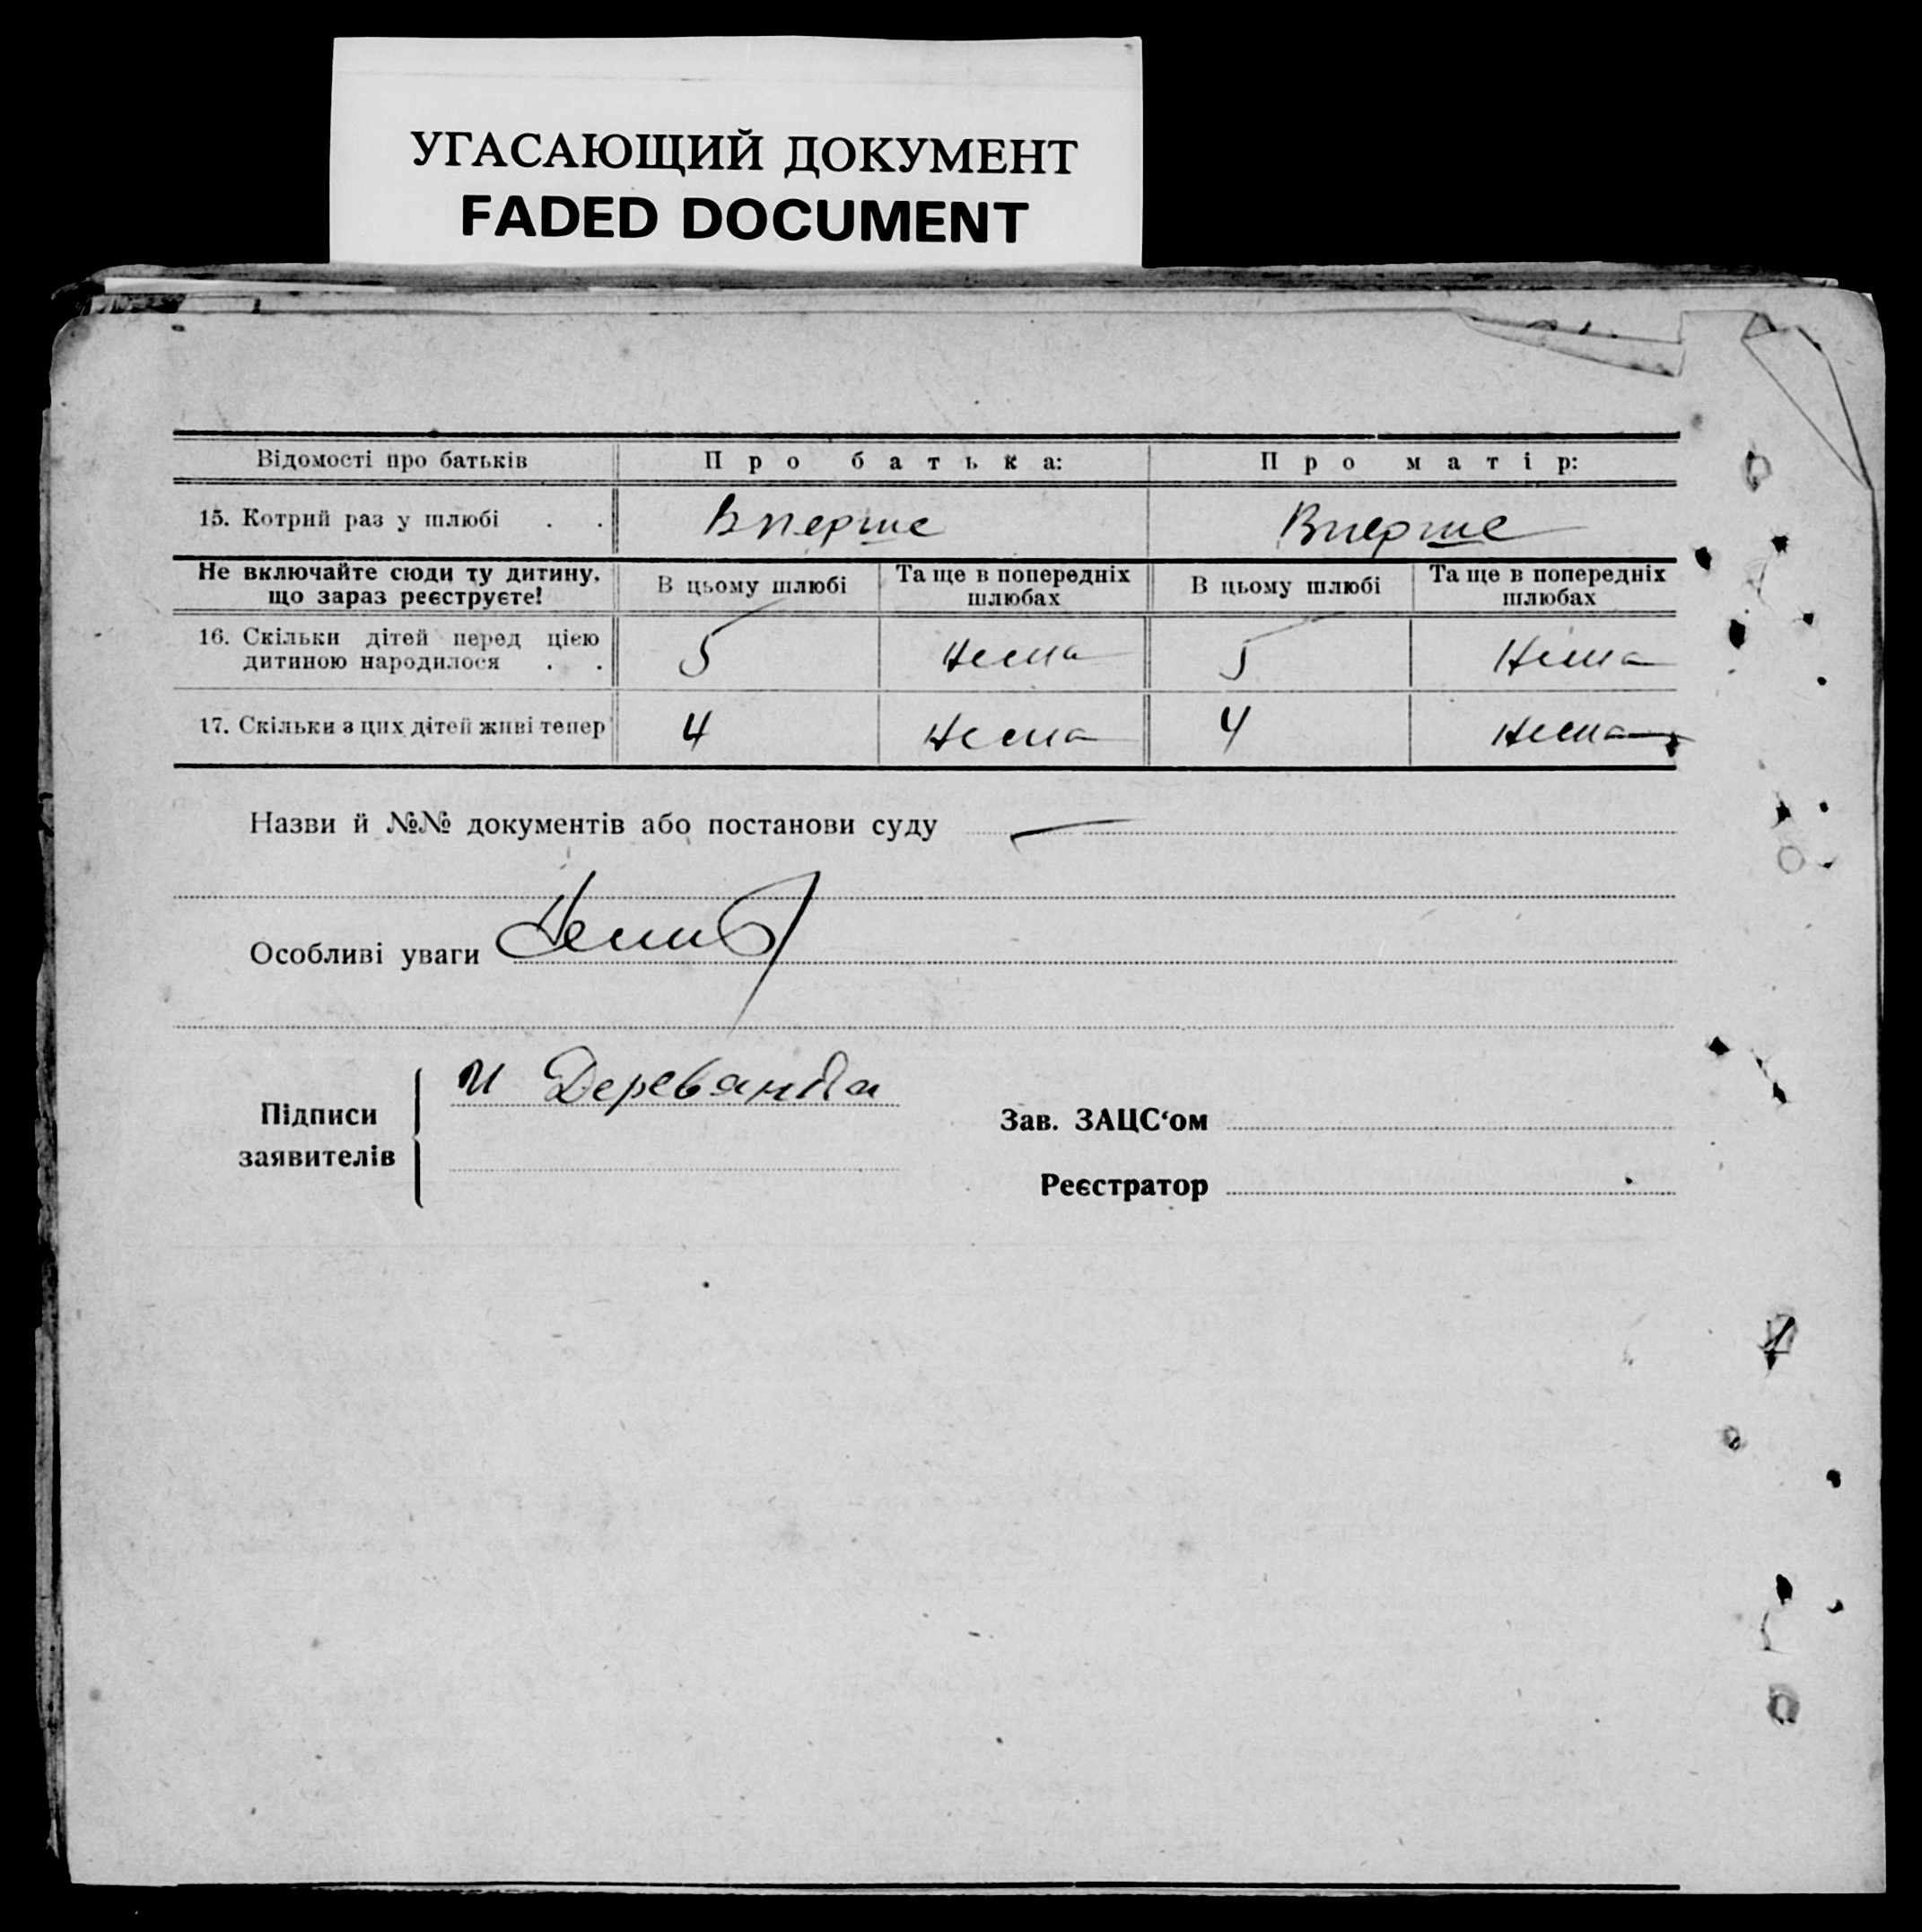 УГАСАЮЩИЙ ДОКУМЕНТ
FADED DOCUMENT
Відомості про батьків Про батька: Про матір:
15. Котрий раз у шлюбі . . Вперше Вперше
Не включайте сюди ту дитину, В цьому шлюбі Та ще в попередніх В цьому шлюбі Та ще в попередніх
що зараз реєструєте! шлюбах шлюбах
16. Скільки дітей перед цією 5 Нема 5 Нема
дитиною народилося . .
17. Скільки з цих дітей живі тепер 4 Нема 4 Нема
Назви й №№ документів або постанови суду —
Особливі уваги
И
Підписи
заявителів
Зав. ЗАЦС‘ом
Реєстратор